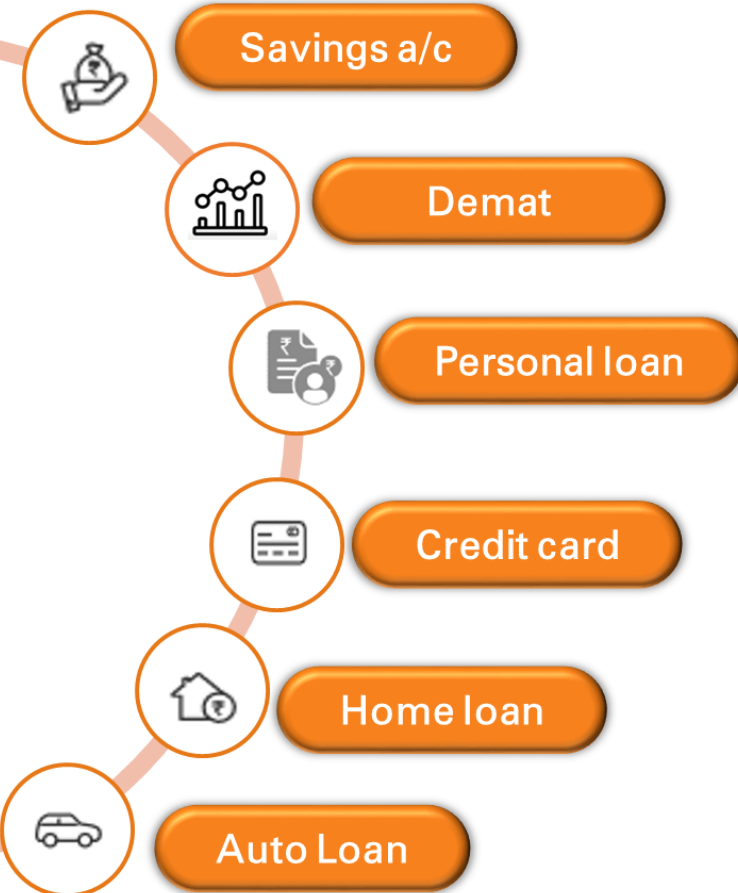 Savings a/c
Demat
Personal loan
Credit card
Home loan
Auto Loan